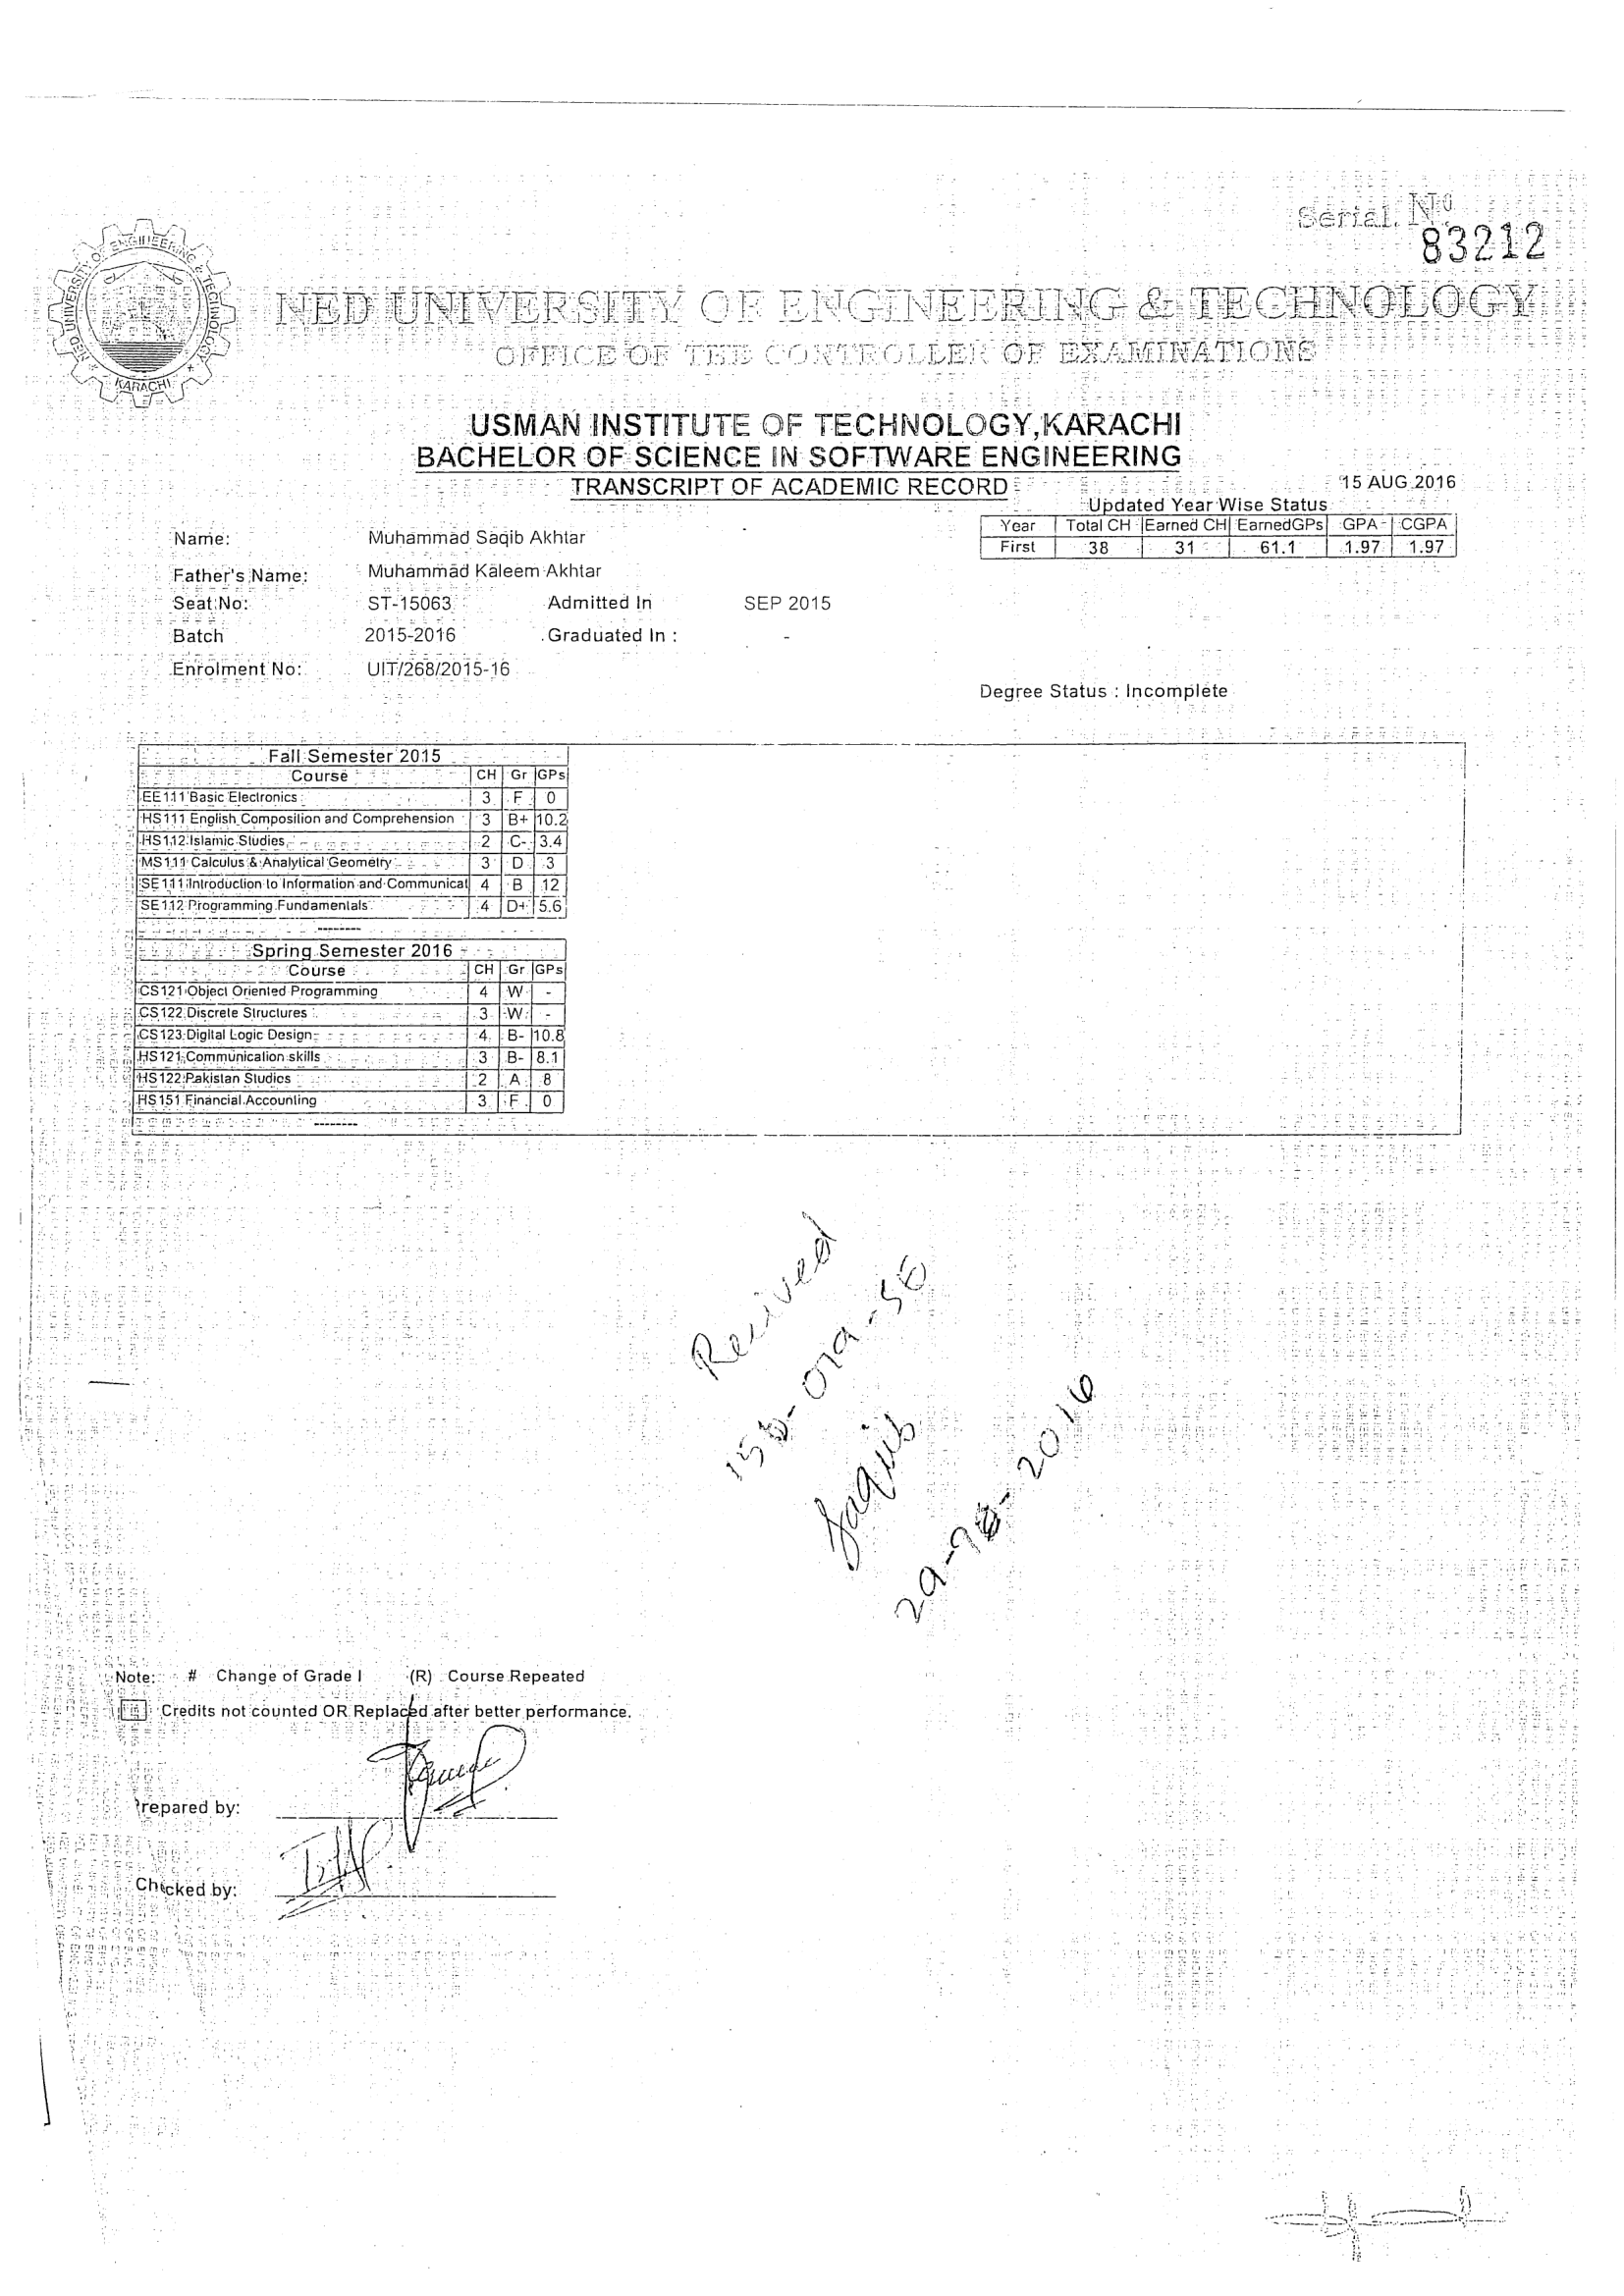 Serial No
83212
NED UNIVERSITY OF ENGINEERING & TECHNOLOGY
KARACHI
NED UNIVERSITY OF ENGINEERING & TECHNOLOGY
OFFICE OF THE CONTROLLER OF EXAMINATIONS
USMAN INSTITUTE OF TECHNOLOGY,KARACHI
BACHELOR OF SCIENCE IN SOFTWARE ENGINEERING
TRANSCRIPT OF ACADEMIC RECORD
15 AUG 2016
Updated Year Wise Status
Year Total CH Earned CH EarnedGPs GPA CGPA
First 38 31 61.1 1.97 1.97
Name: Muhammad Saqib Akhtar
Father's Name: Muhammad Kaleem Akhtar
Seat No: ST-15063 Admitted In SEP 2015
Batch 2015-2016 Graduated In : -
Enrolment No: UIT/268/2015-16
Degree Status : Incomplete
Fall Semester 2015
Course CH Gr GPs
EE111 Basic Electronics 3 F 0
HS111 English Composition and Comprehension 3 B+ 10.2
HS112 Islamic Studies 2 C- 3.4
MS111 Calculus & Analytical Geometry 3 D 3
SE111 Introduction to Information and Communicat 4 B 12
SE112 Programming Fundamentals 4 D+ 5.6
--------
Spring Semester 2016
Course CH Gr GPs
CS121 Object Oriented Programming 4 W -
CS122 Discrete Structures 3 W -
CS123 Digital Logic Design 4 B- 10.8
HS121 Communication skills 3 B- 8.1
HS122 Pakistan Studies 2 A 8
HS151 Financial Accounting 3 F 0
--------
Recived
Saquib
Note: # Change of Grade I (R) Course Repeated
Credits not counted OR Replaced after better performance.
Prepared by:
Checked by: